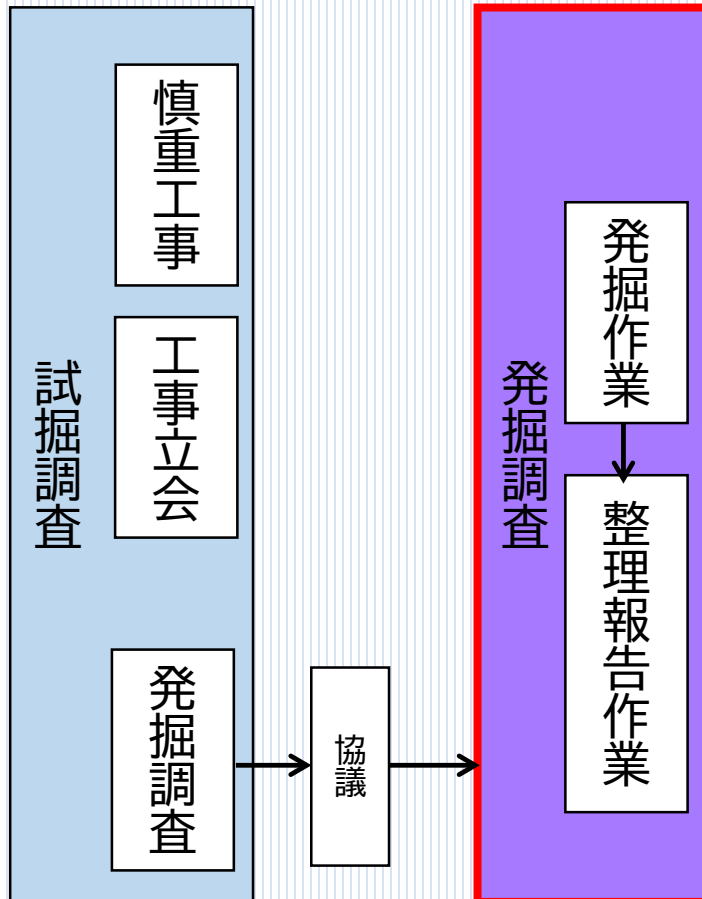 試掘調査
慎重工事
工事立会
発掘調査
協議
発掘調査
発掘作業
整理報告作業